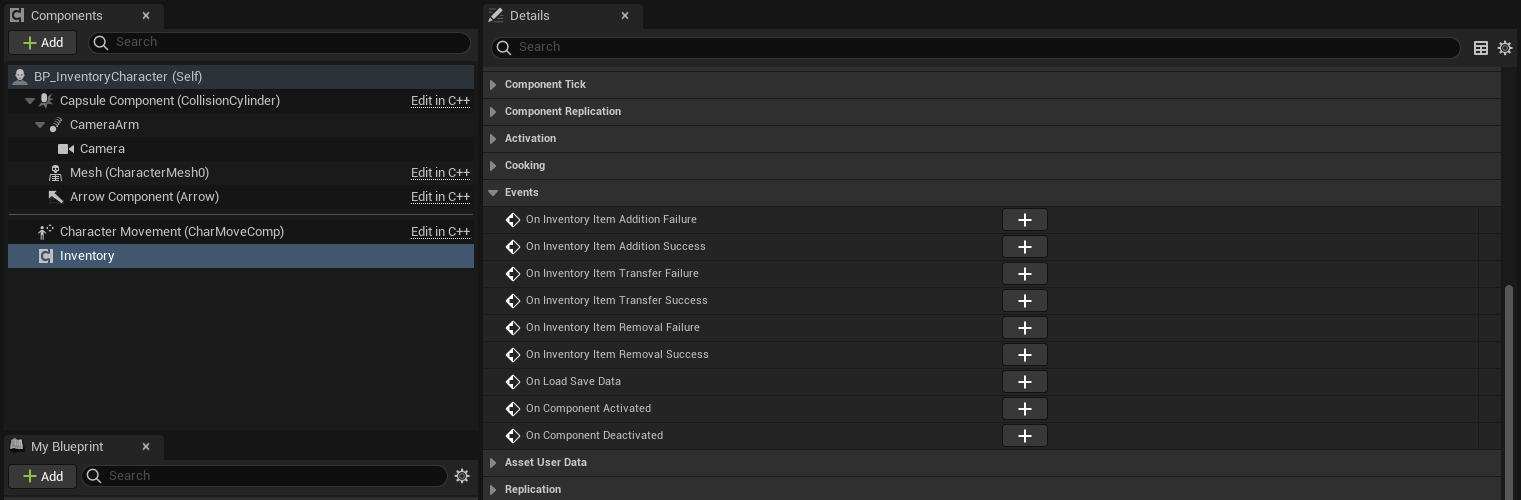 Components
Add
Search
BP_InventoryCharacter (Self)
Capsule Component (CollisionCylinder) Edit in C++
CameraArm
Camera
Mesh (CharacterMesh0) Edit in C++
Arrow Component (Arrow) Edit in C++
Character Movement (CharMoveComp) Edit in C++
Inventory
My Blueprint
Add
Search
Details
Search
Component Tick
Component Replication
Activation
Cooking
Events
On Inventory Item Addition Failure
On Inventory Item Addition Success
On Inventory Item Transfer Failure
On Inventory Item Transfer Success
On Inventory Item Removal Failure
On Inventory Item Removal Success
On Load Save Data
On Component Activated
On Component Deactivated
Asset User Data
Replication